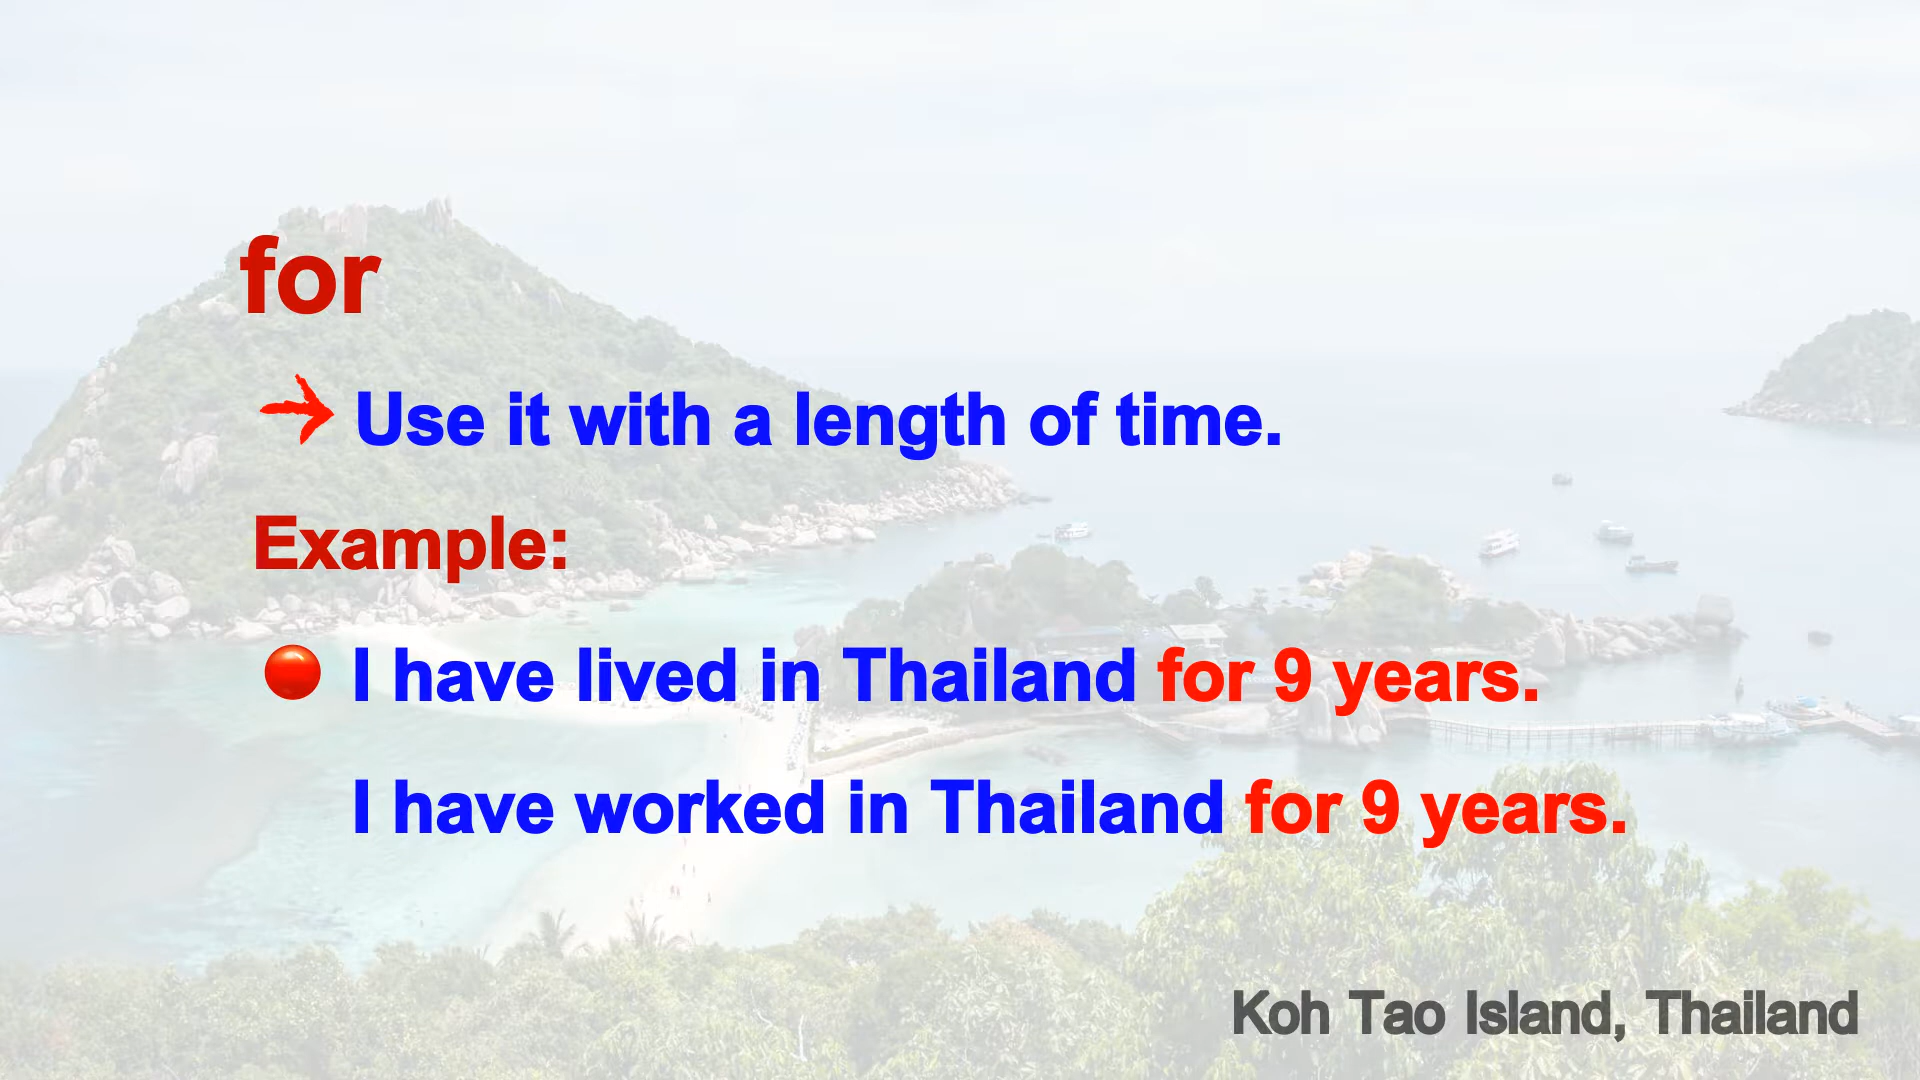 for
Use it with a length of time.
Example:
I have lived in Thailand for 9 years.
I have worked in Thailand for 9 years.
Koh Tao Island, Thailand